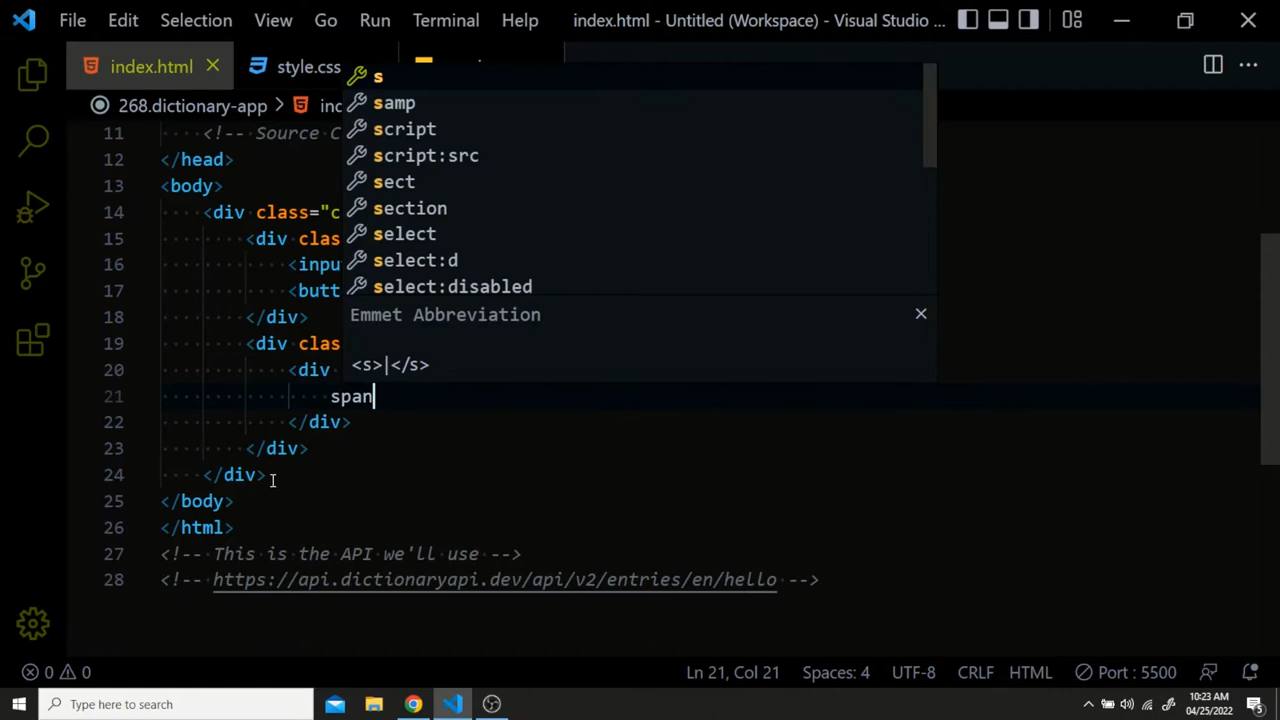 File Edit Selection View Go Run Terminal Help index.html - Untitled (Workspace) - Visual Studio ...
index.html style.css
268.dictionary-app > ind
s
samp
script
script:src
sect
section
select
select:d
select:disabled
Emmet Abbreviation
<s>|</s>
11 <!-- Source C
12 </head>
13 <body>
14 <div class="c
15 <div clas
16 <inpu
17 <butt
18 </div>
19 <div clas
20 <div
21 span
22 </div>
23 </div>
24 </div>
25 </body>
26 </html>
27 <!-- This is the API we'll use -->
28 <!-- https://api.dictionaryapi.dev/api/v2/entries/en/hello -->
0 0 Ln 21, Col 21 Spaces: 4 UTF-8 CRLF HTML Port : 5500
Type here to search
10:23 AM
04/25/2022
5